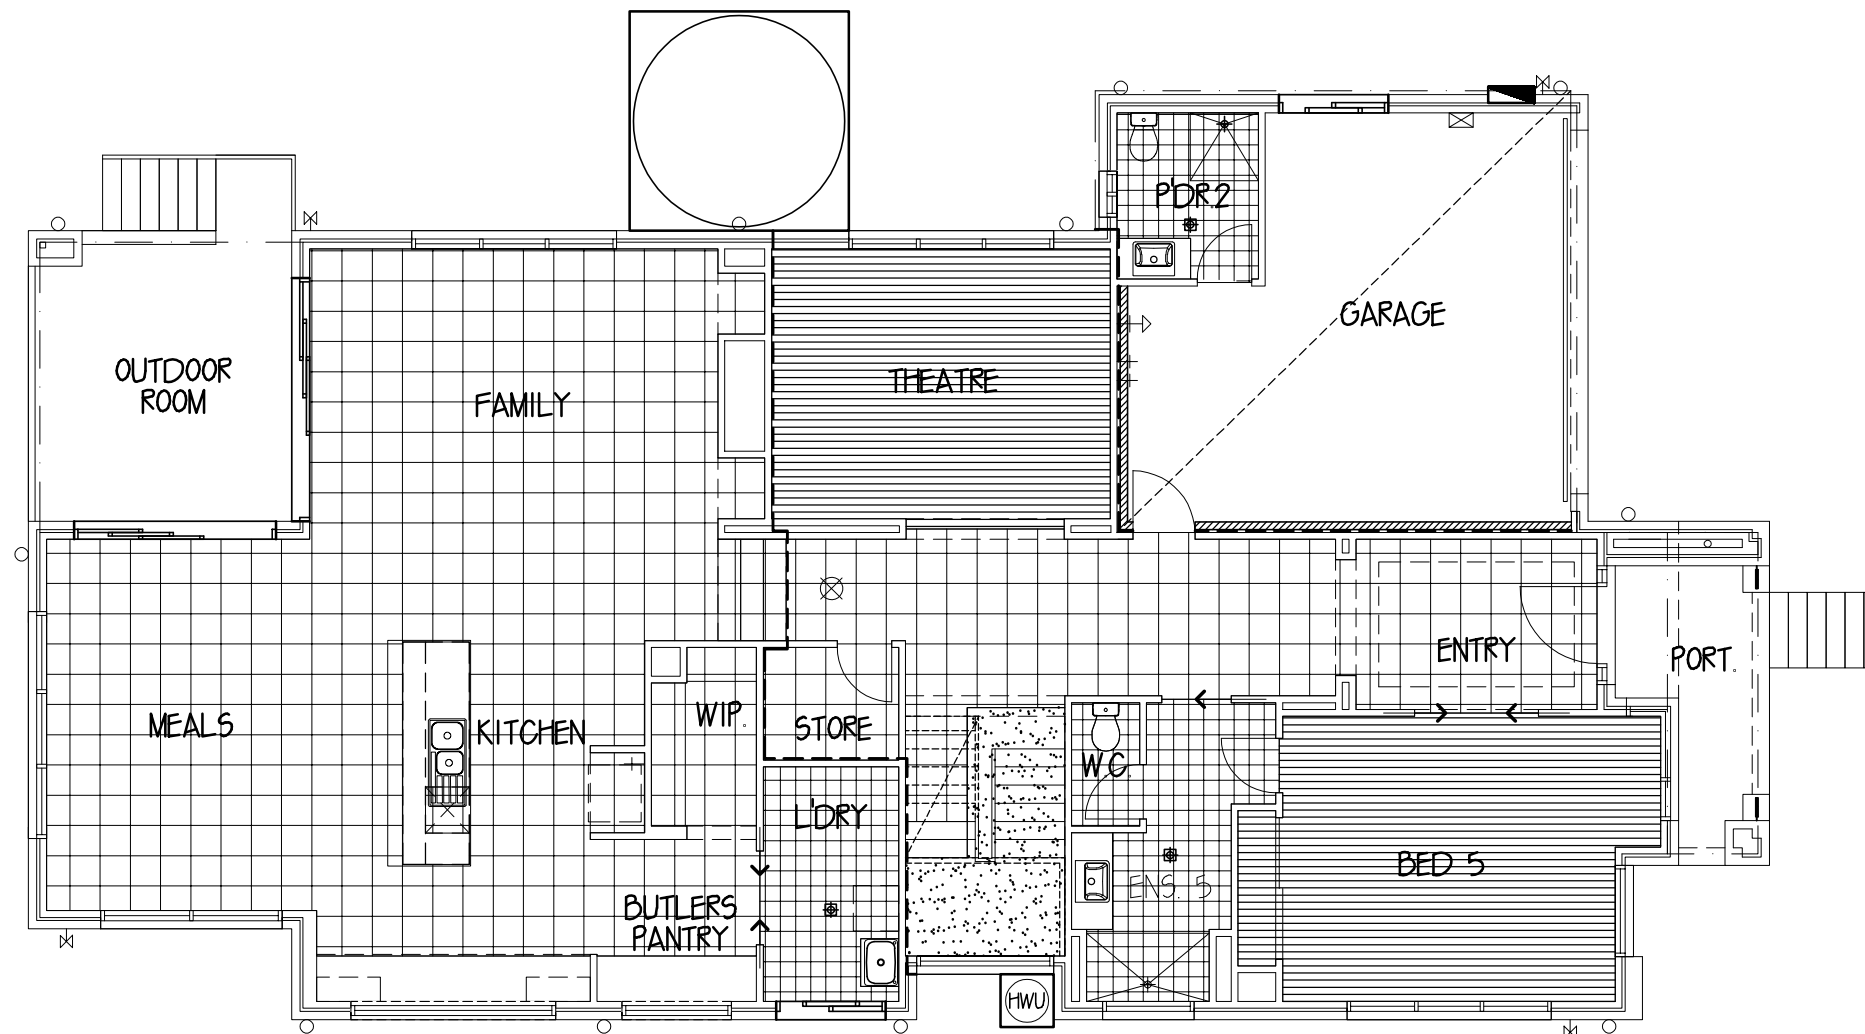 P'DR.2
GARAGE
OUTDOOR
ROOM
FAMILY
THEATRE
ENTRY
PORT.
MEALS
KITCHEN
W.I.P.
STORE
W.C.
L'DRY
BED 5
ENS. 5
BUTLERS
PANTRY
HWU